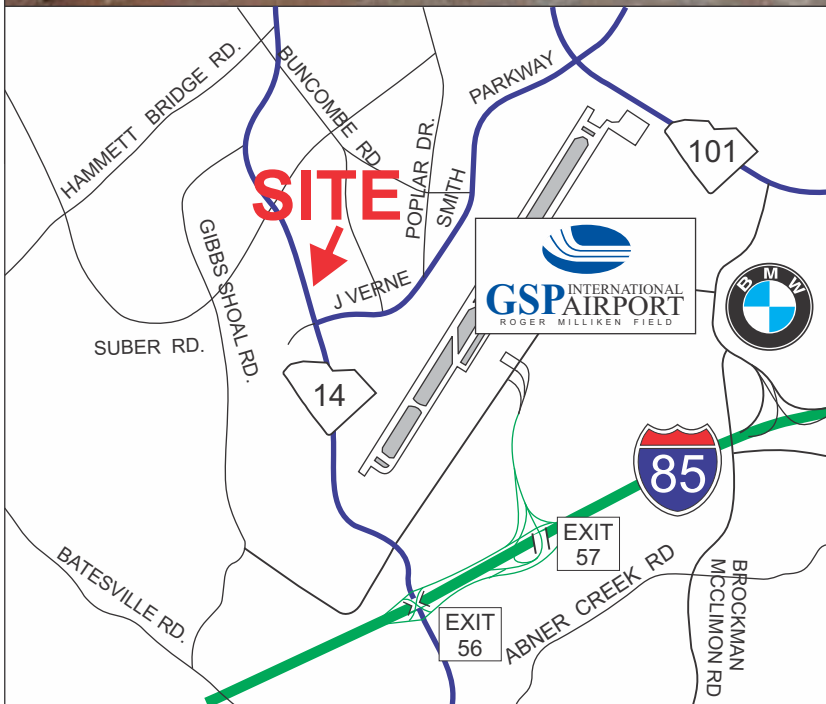 HAMMETT BRIDGE RD.
BUNCOMBE RD.
PARKWAY
101
SITE
POPLAR DR.
SMITH
GIBBS SHOAL RD.
J VERNE
GSP INTERNATIONAL
AIRPORT
ROGER MILLIKEN FIELD
BMW
SUBER RD.
14
85
EXIT
57
BATESVILLE RD.
EXIT
56
ABNER CREEK RD
BROCKMAN
MCCLIMON RD